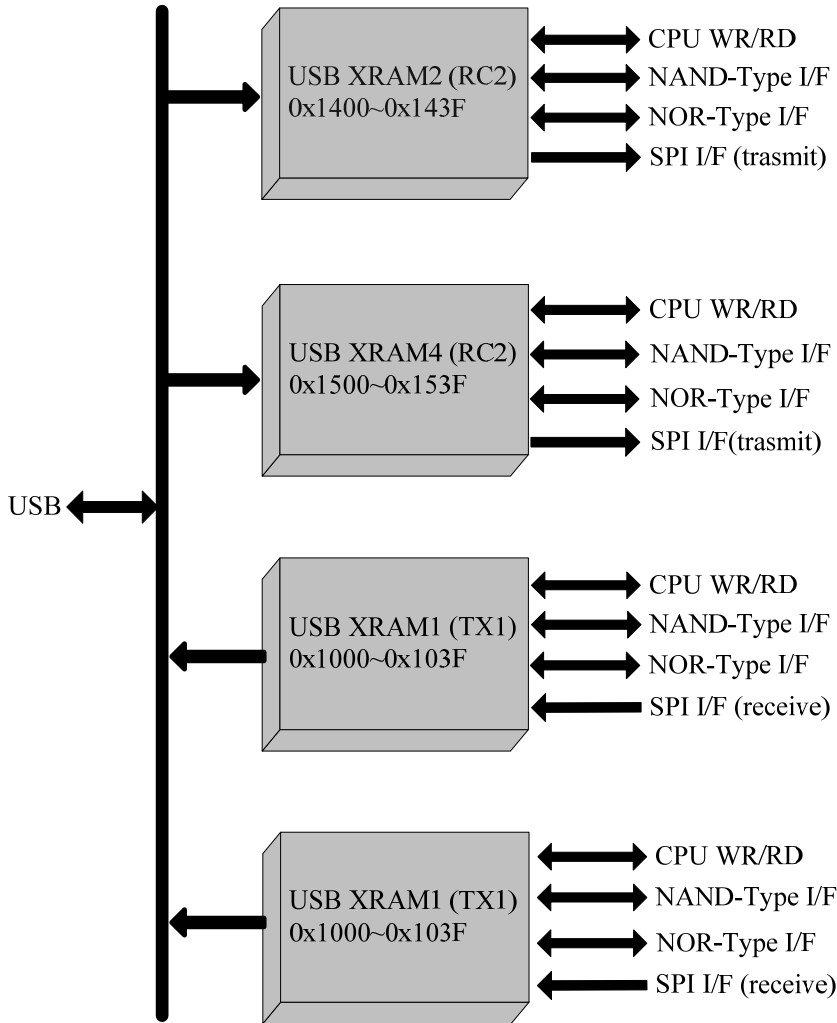 USB XRAM2 (RC2)
0x1400~0x143F
CPU WR/RD
NAND-Type I/F
NOR-Type I/F
SPI I/F (trasmit)
USB XRAM4 (RC2)
0x1500~0x153F
CPU WR/RD
NAND-Type I/F
NOR-Type I/F
SPI I/F(trasmit)
USB
USB XRAM1 (TX1)
0x1000~0x103F
CPU WR/RD
NAND-Type I/F
NOR-Type I/F
SPI I/F (receive)
USB XRAM1 (TX1)
0x1000~0x103F
CPU WR/RD
NAND-Type I/F
NOR-Type I/F
SPI I/F (receive)